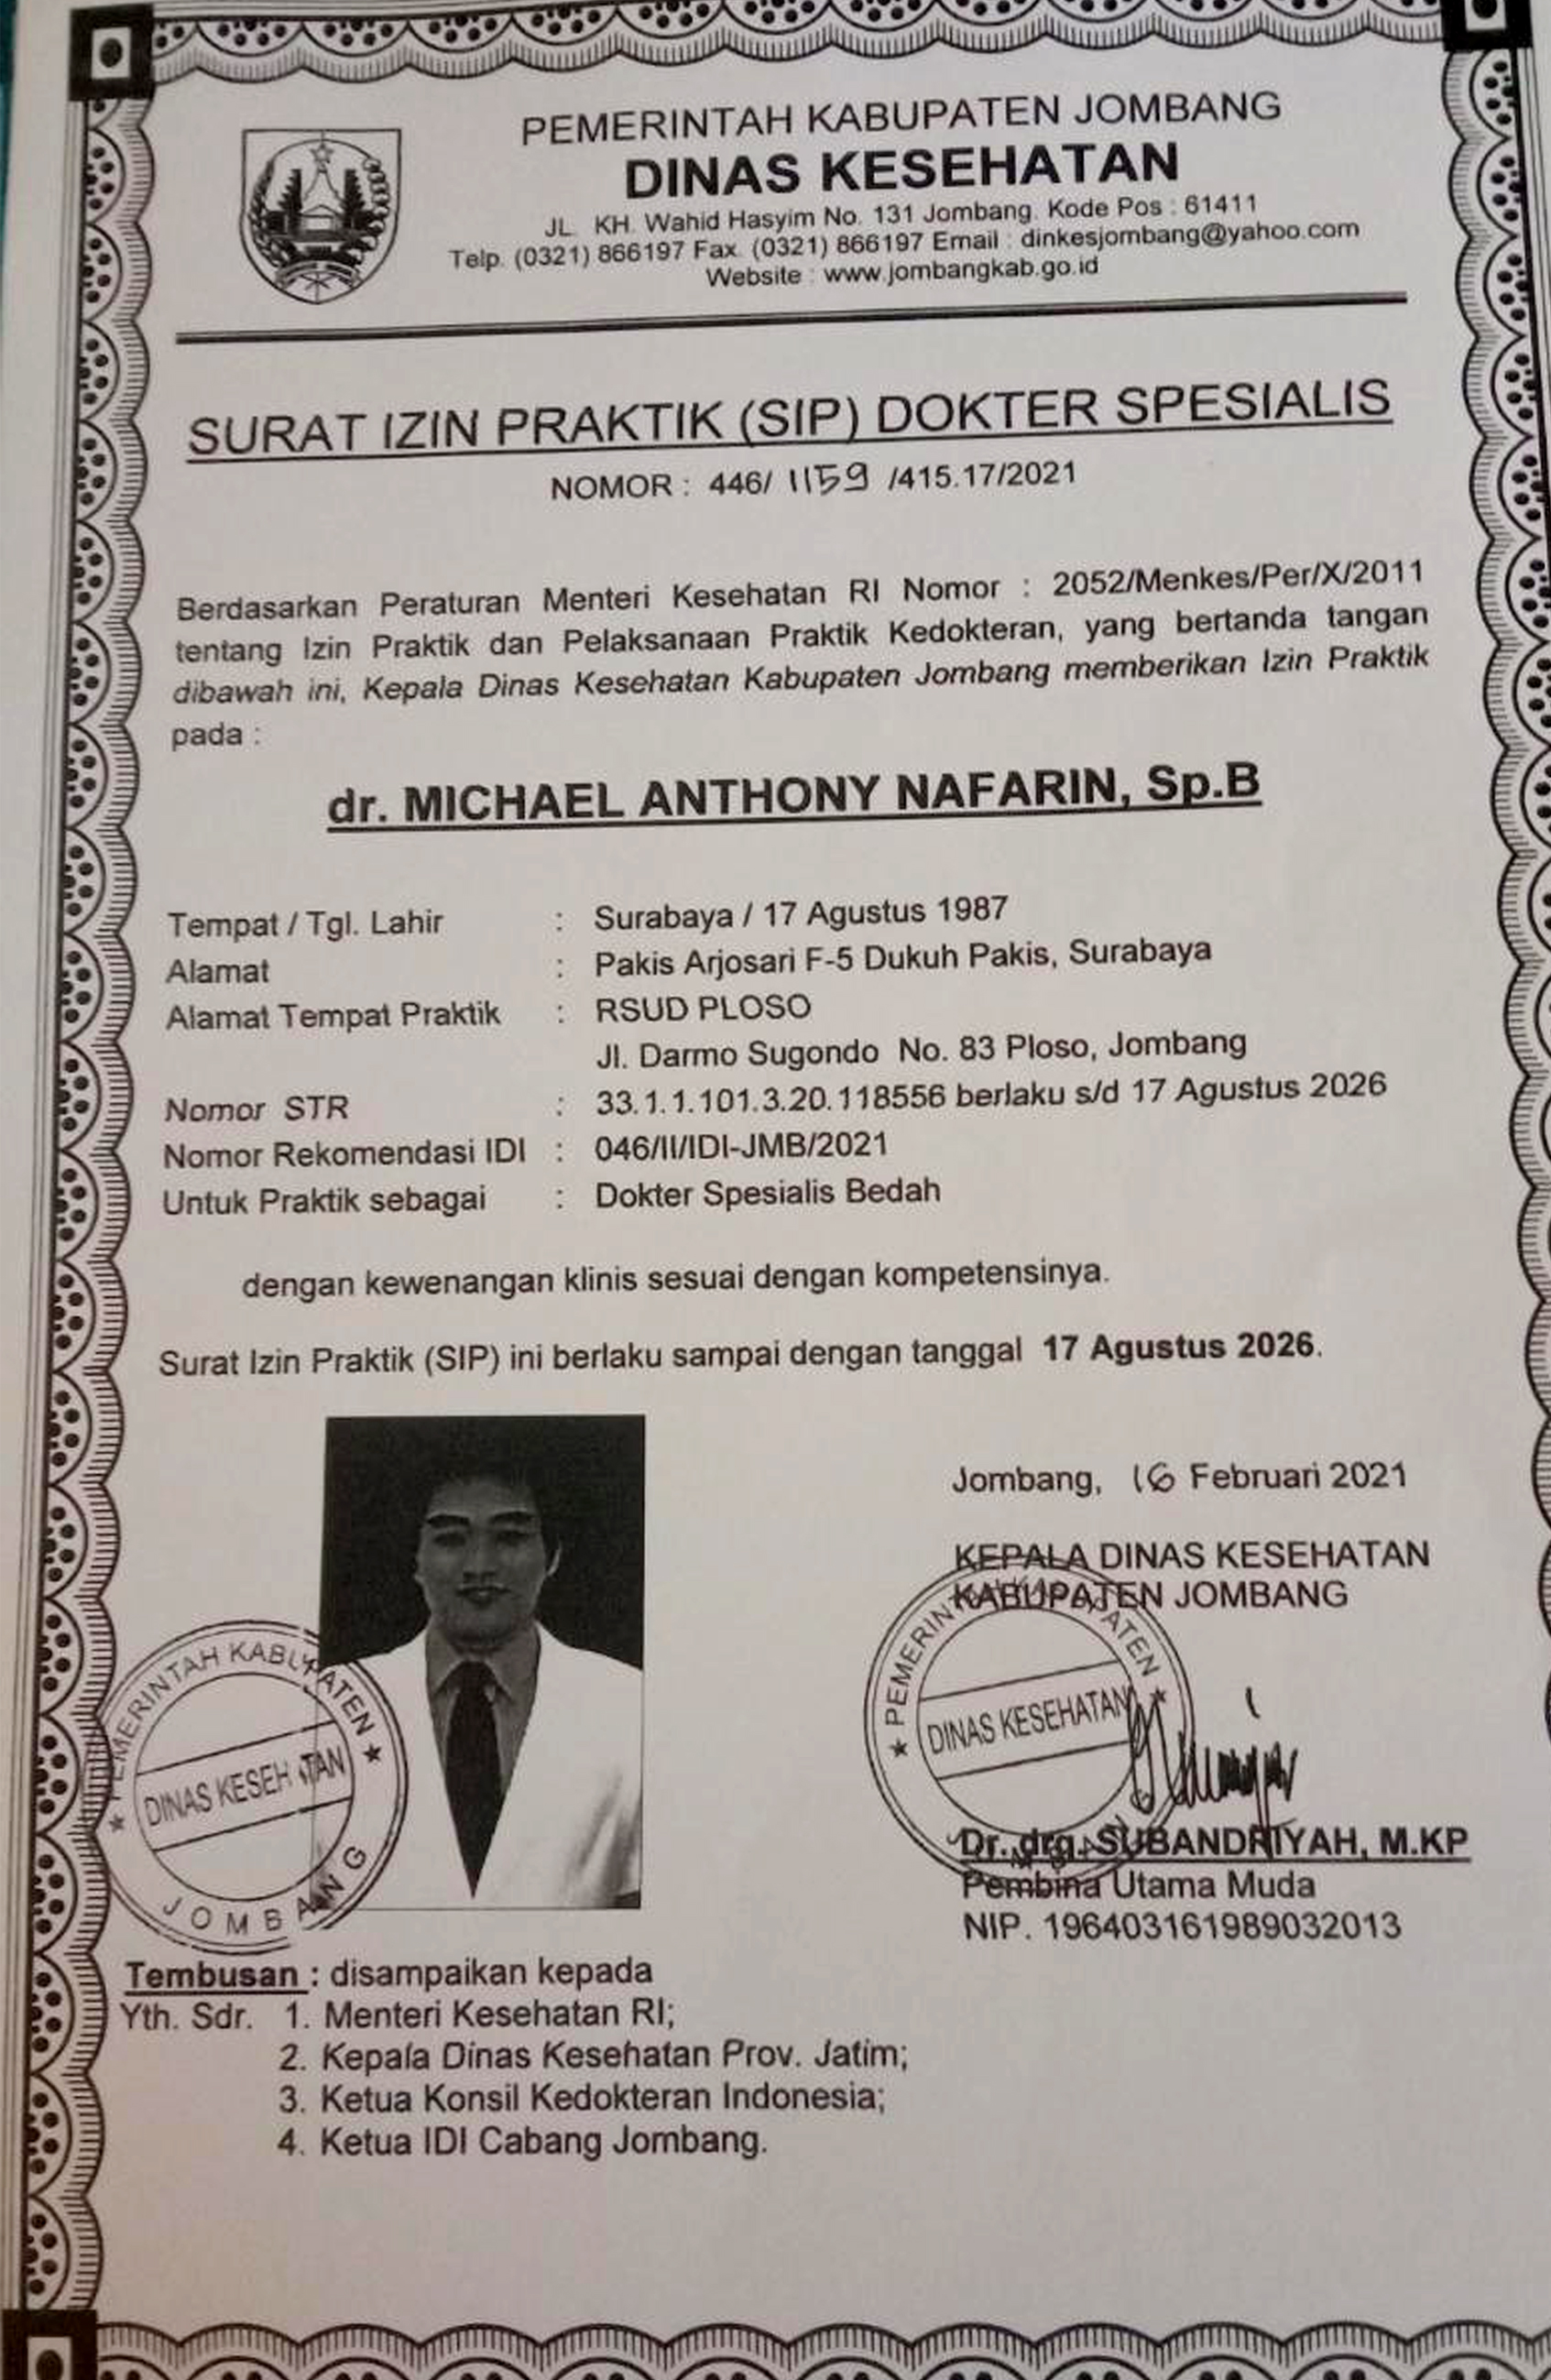 PEMERINTAH KABUPATEN JOMBANG
DINAS KESEHATAN
JL. KH. Wahid Hasyim No. 131 Jombang. Kode Pos : 61411
Telp. (0321) 866197 Fax. (0321) 866197 Email : dinkesjombang@yahoo.com
Website : www.jombangkab.go.id
SURAT IZIN PRAKTIK (SIP) DOKTER SPESIALIS
NOMOR : 446/ 1159 /415.17/2021
Berdasarkan Peraturan Menteri Kesehatan RI Nomor : 2052/Menkes/Per/X/2011
tentang Izin Praktik dan Pelaksanaan Praktik Kedokteran, yang bertanda tangan
dibawah ini, Kepala Dinas Kesehatan Kabupaten Jombang memberikan Izin Praktik
pada :
dr. MICHAEL ANTHONY NAFARIN, Sp.B
Tempat / Tgl. Lahir : Surabaya / 17 Agustus 1987
Alamat : Pakis Arjosari F-5 Dukuh Pakis, Surabaya
Alamat Tempat Praktik : RSUD PLOSO
Jl. Darmo Sugondo No. 83 Ploso, Jombang
Nomor STR : 33.1.1.101.3.20.118556 berlaku s/d 17 Agustus 2026
Nomor Rekomendasi IDI : 046/II/IDI-JMB/2021
Untuk Praktik sebagai : Dokter Spesialis Bedah
dengan kewenangan klinis sesuai dengan kompetensinya.
Surat Izin Praktik (SIP) ini berlaku sampai dengan tanggal 17 Agustus 2026.
Jombang, 16 Februari 2021
KEPALA DINAS KESEHATAN
KABUPATEN JOMBANG
PEMERINTAH KABUPATEN
DINAS KESEHATAN
JOMBANG
PEMERINTAH KABUPATEN
DINAS KESEHATAN
Dr. drg. SUBANDRIYAH, M.KP
Pembina Utama Muda
NIP. 196403161989032013
Tembusan : disampaikan kepada
Yth. Sdr. 1. Menteri Kesehatan RI;
2. Kepala Dinas Kesehatan Prov. Jatim;
3. Ketua Konsil Kedokteran Indonesia;
4. Ketua IDI Cabang Jombang.